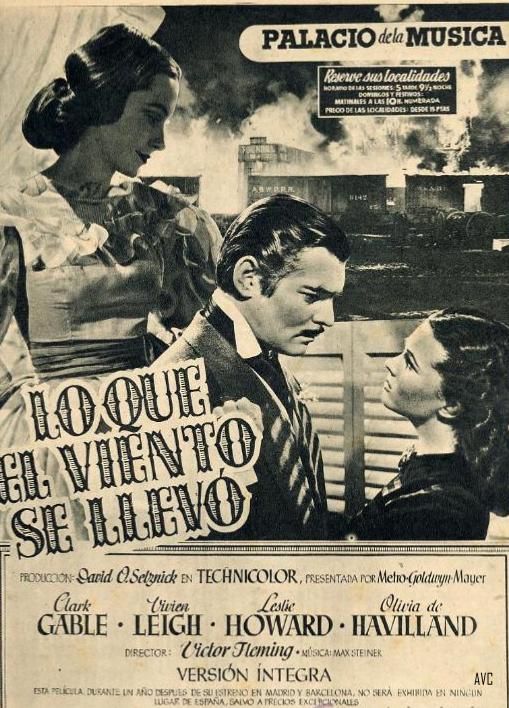 PALACIO de la MUSICA
Reserve sus localidades
HORARIO DE LAS SESIONES: 5 TARDE 9½ NOCHE
DOMINGOS Y FESTIVOS:
MATINALES A LAS 10 H. NUMERADA
PRECIO DE LAS LOCALIDADES: DESDE 15 PTAS
A.B.W.P.R.R.
LO QUE
EL VIENTO
SE LLEVÓ
PRODUCCIÓN: David O. Selznick EN TECHNICOLOR, PRESENTADA POR Metro-Goldwyn-Mayer
Clark GABLE · Vivien LEIGH · Leslie HOWARD · Olivia de HAVILLAND
DIRECTOR: Victor Fleming · MÚSICA: MAX STEINER
VERSIÓN ÍNTEGRA
AVC
ESTA PELÍCULA, DURANTE UN AÑO DESPUES DE SU ESTRENO EN MADRID Y BARCELONA, NO SERÁ EXHIBIDA EN NINGUN
LUGAR DE ESPAÑA, SALVO A PRECIOS EXCEPCIONALES